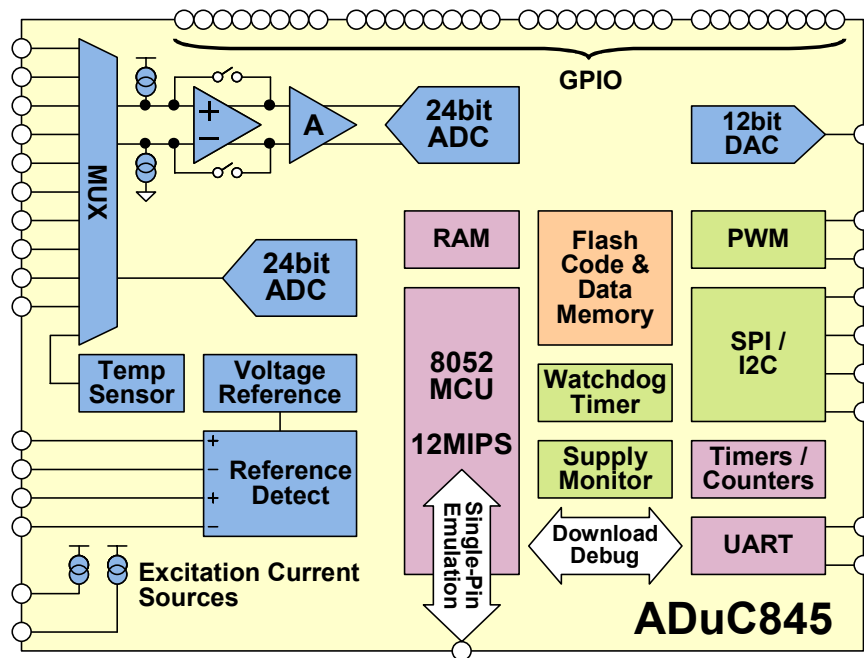 GPIO
MUX
+
−
A
24bit
ADC
12bit
DAC
24bit
ADC
RAM
Flash
Code &
Data
Memory
PWM
8052
MCU
12MIPS
SPI /
I2C
Temp
Sensor
Voltage
Reference
Watchdog
Timer
+
−
+
−
Reference
Detect
Supply
Monitor
Timers /
Counters
Single-Pin
Emulation
Download
Debug
UART
Excitation Current
Sources
ADuC845